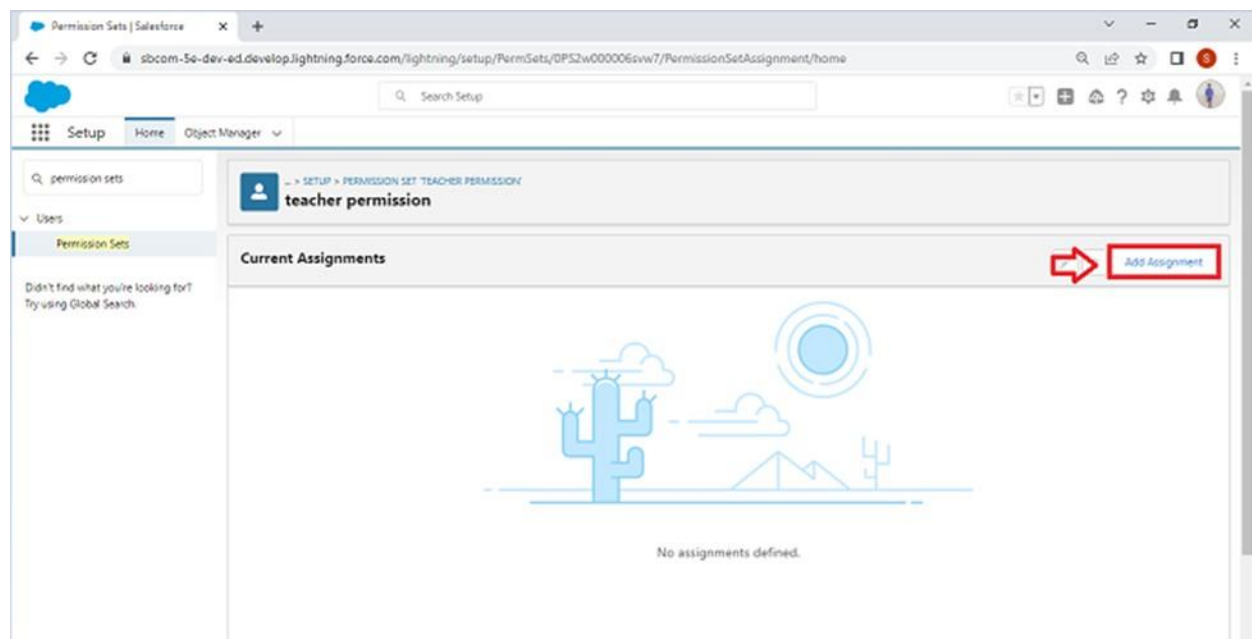 Permission Sets | Salesforce
sbcom-5e-dev-ed.develop.lightning.force.com/lightning/setup/PermSets/0PS2w000006svw7/PermissionSetAssignment/home
S
Search Setup
Setup Home Object Manager
permission sets
Users
Permission Sets
Didn't find what you're looking for?
Try using Global Search.
... > SETUP > PERMISSION SET 'TEACHER PERMISSION'
teacher permission
Current Assignments
Add Assignment
No assignments defined.